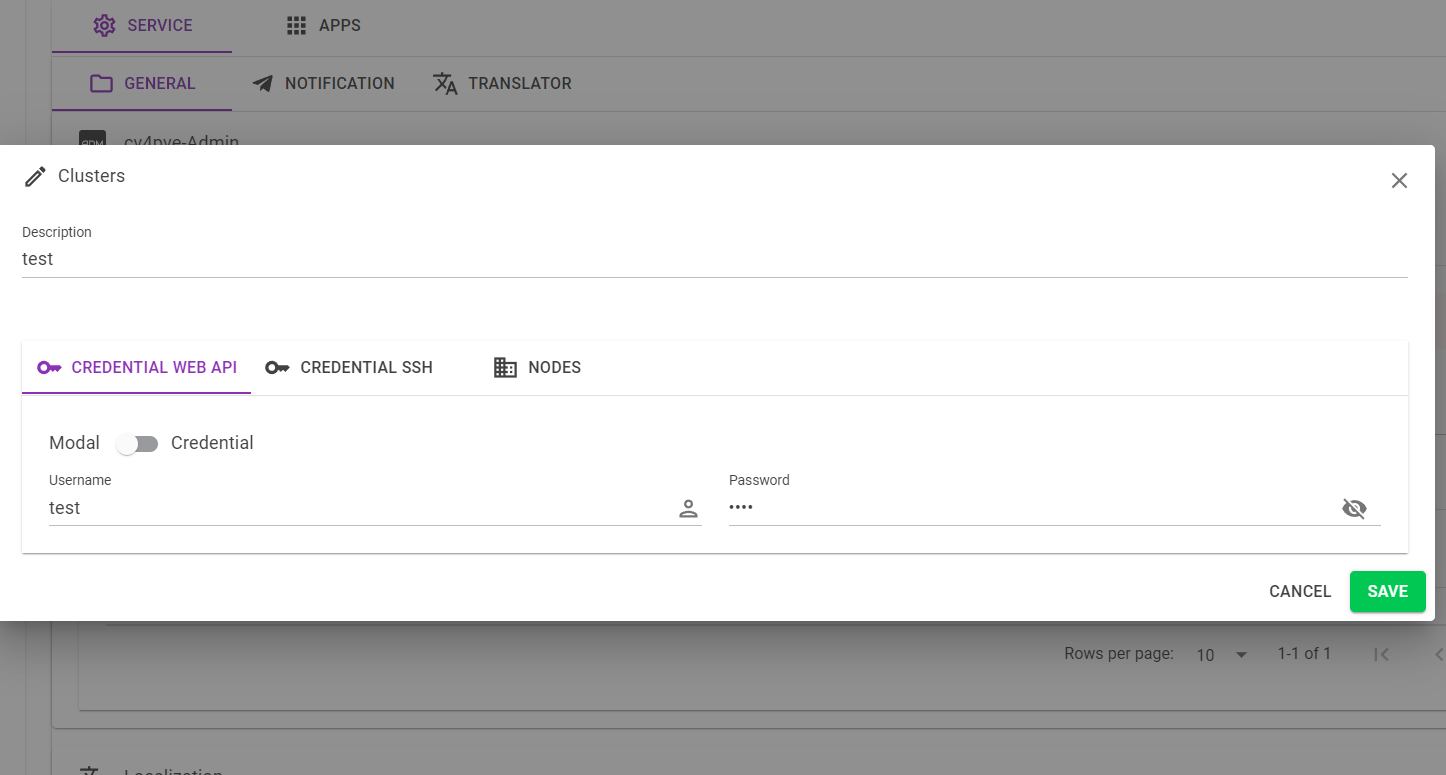 SERVICE APPS
GENERAL NOTIFICATION TRANSLATOR
cv4pve-Admin
Clusters
Description
test
CREDENTIAL WEB API CREDENTIAL SSH NODES
Modal Credential
Username Password
test ••••
CANCEL SAVE
Rows per page: 10 1-1 of 1
Localization